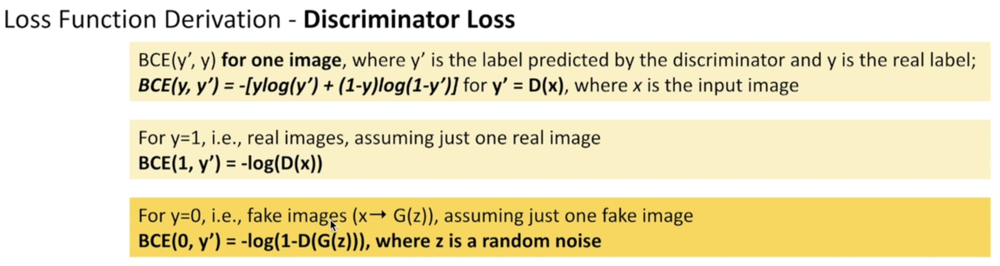 Loss Function Derivation - Discriminator Loss
BCE(y’, y) for one image, where y’ is the label predicted by the discriminator and y is the real label;
BCE(y, y’) = -[ylog(y’) + (1-y)log(1-y’)] for y’ = D(x), where x is the input image
For y=1, i.e., real images, assuming just one real image
BCE(1, y’) = -log(D(x))
For y=0, i.e., fake images (x→ G(z)), assuming just one fake image
BCE(0, y’) = -log(1-D(G(z))), where z is a random noise